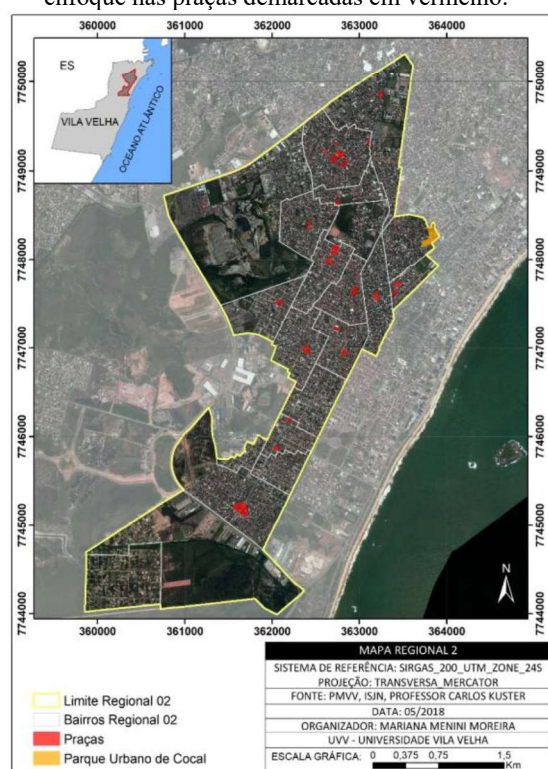 enfoque nas praças demarcadas em vermelho.
360000 361000 362000 363000 364000
ES
VILA VELHA
OCEANO ATLÂNTICO
7750000
7749000
7748000
7747000
7746000
7745000
7744000
7750000
7749000
7748000
7747000
7746000
7745000
7744000
N
360000 361000 362000 363000 364000
Limite Regional 02
Bairros Regional 02
Praças
Parque Urbano de Cocal
MAPA REGIONAL 2
SISTEMA DE REFERÊNCIA: SIRGAS_200_UTM_ZONE_24S
PROJEÇÃO: TRANSVERSA_MERCATOR
FONTE: PMVV, ISJN, PROFESSOR CARLOS KUSTER
DATA: 05/2018
ORGANIZADOR: MARIANA MENINI MOREIRA
UVV - UNIVERSIDADE VILA VELHA
ESCALA GRÁFICA: 0 0,375 0,75 1,5
Km